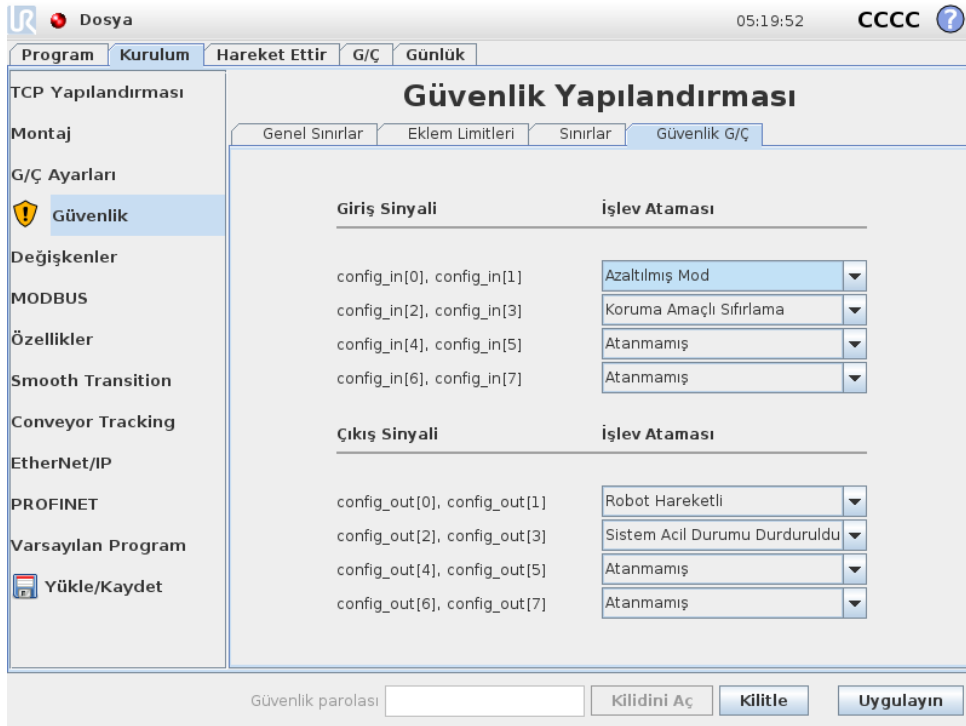 UR Dosya 05:19:52 CCCC ?
Program Kurulum Hareket Ettir G/Ç Günlük
TCP Yapılandırması
Montaj
G/Ç Ayarları
Güvenlik
Değişkenler
MODBUS
Özellikler
Smooth Transition
Conveyor Tracking
EtherNet/IP
PROFINET
Varsayılan Program
Yükle/Kaydet
Güvenlik Yapılandırması
Genel Sınırlar Eklem Limitleri Sınırlar Güvenlik G/Ç
Giriş Sinyali İşlev Ataması
config_in[0], config_in[1] Azaltılmış Mod
config_in[2], config_in[3] Koruma Amaçlı Sıfırlama
config_in[4], config_in[5] Atanmamış
config_in[6], config_in[7] Atanmamış
Çıkış Sinyali İşlev Ataması
config_out[0], config_out[1] Robot Hareketli
config_out[2], config_out[3] Sistem Acil Durumu Durduruldu
config_out[4], config_out[5] Atanmamış
config_out[6], config_out[7] Atanmamış
Güvenlik parolası Kilidini Aç Kilitle Uygulayın